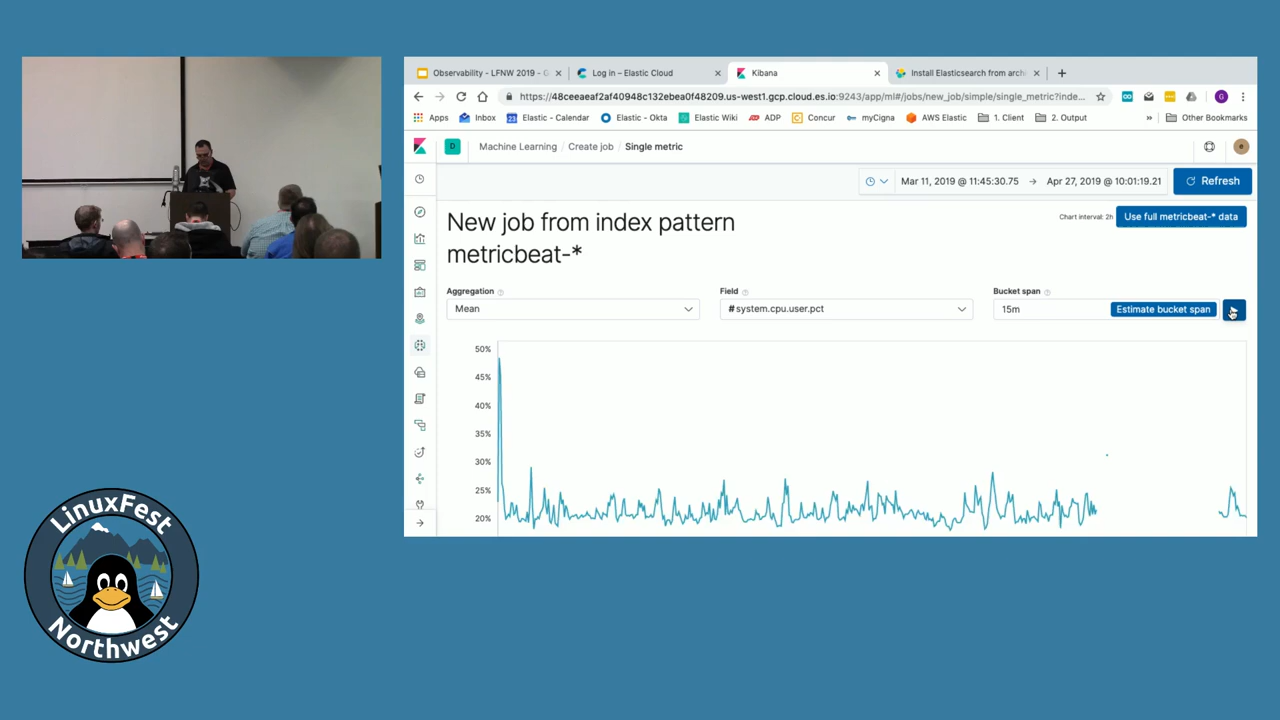 Observability - LFNW 2019 - G
Log in – Elastic Cloud
Kibana
Install Elasticsearch from arch
https://48ceeaeaf2af40948c132ebea0f48209.us-west1.gcp.cloud.es.io:9243/app/ml#/jobs/new_job/simple/single_metric?inde...
G
Apps
Inbox
23
Elastic - Calendar
Elastic - Okta
Elastic Wiki
ADP
Concur
myCigna
AWS Elastic
1. Client
2. Output
»
Other Bookmarks
D
Machine Learning
Create job
Single metric
e
Mar 11, 2019 @ 11:45:30.75
→
Apr 27, 2019 @ 10:01:19.21
Refresh
New job from index pattern
metricbeat-*
Chart interval: 2h
Use full metricbeat-* data
Aggregation
Field
Bucket span
Mean
# system.cpu.user.pct
15m
Estimate bucket span
50%
45%
40%
35%
30%
25%
20%
LinuxFest
Northwest